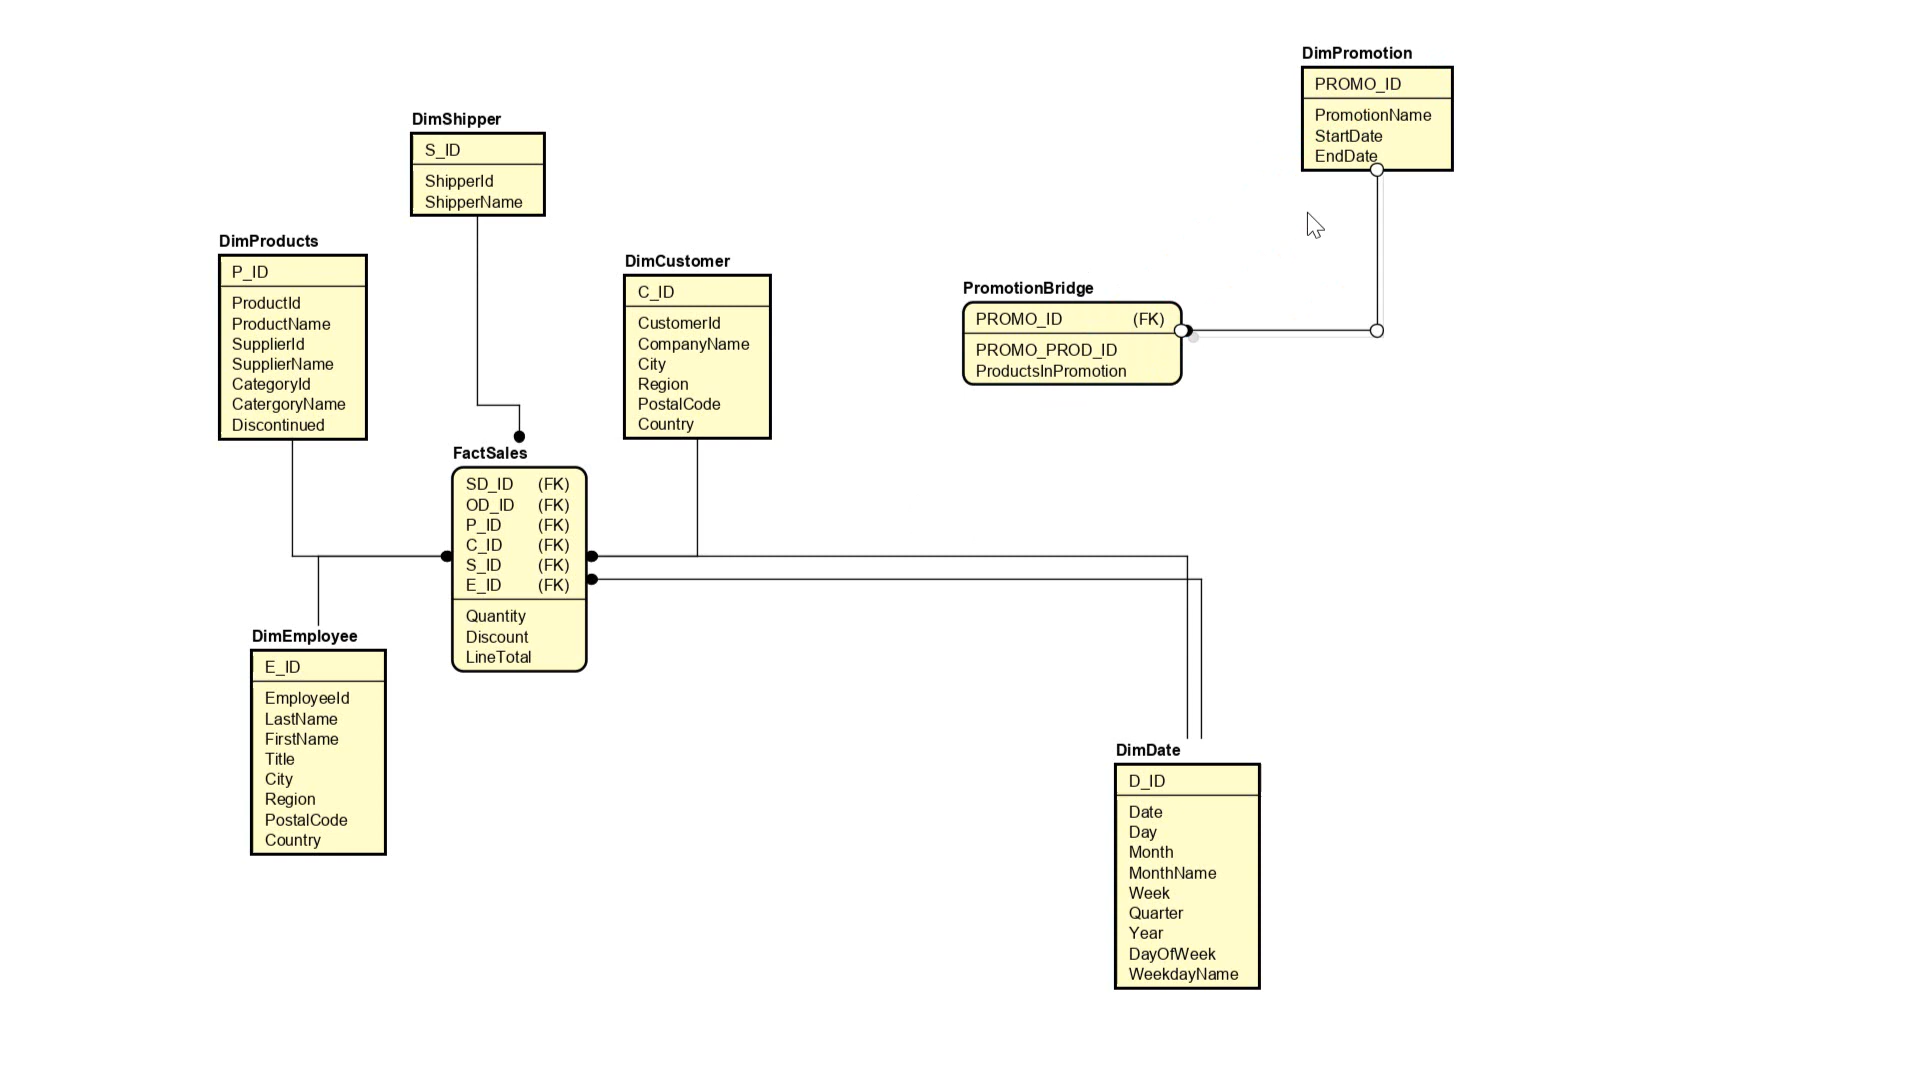 DimPromotion
PROMO_ID
PromotionName
StartDate
EndDate
DimShipper
S_ID
ShipperId
ShipperName
DimProducts
P_ID
ProductId
ProductName
SupplierId
SupplierName
CategoryId
CatergoryName
Discontinued
DimCustomer
C_ID
CustomerId
CompanyName
City
Region
PostalCode
Country
PromotionBridge
PROMO_ID (FK)
PROMO_PROD_ID
ProductsInPromotion
FactSales
SD_ID (FK)
OD_ID (FK)
P_ID (FK)
C_ID (FK)
S_ID (FK)
E_ID (FK)
Quantity
Discount
LineTotal
DimEmployee
E_ID
EmployeeId
LastName
FirstName
Title
City
Region
PostalCode
Country
DimDate
D_ID
Date
Day
Month
MonthName
Week
Quarter
Year
DayOfWeek
WeekdayName